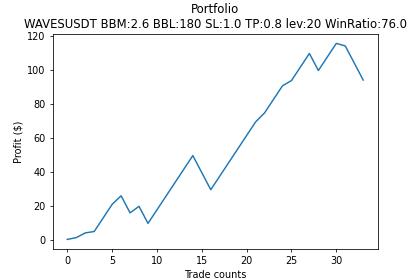 Portfolio
WAVESUSDT BBM:2.6 BBL:180 SL:1.0 TP:0.8 lev:20 WinRatio:76.0
120
100
80
60
40
20
0
Profit ($)
0 5 10 15 20 25 30
Trade counts